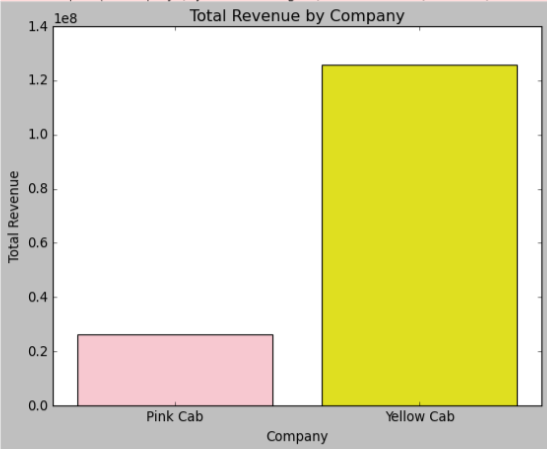 Total Revenue by Company
1e8
1.4
1.2
1.0
0.8
0.6
0.4
0.2
0.0
Total Revenue
Pink Cab
Yellow Cab
Company